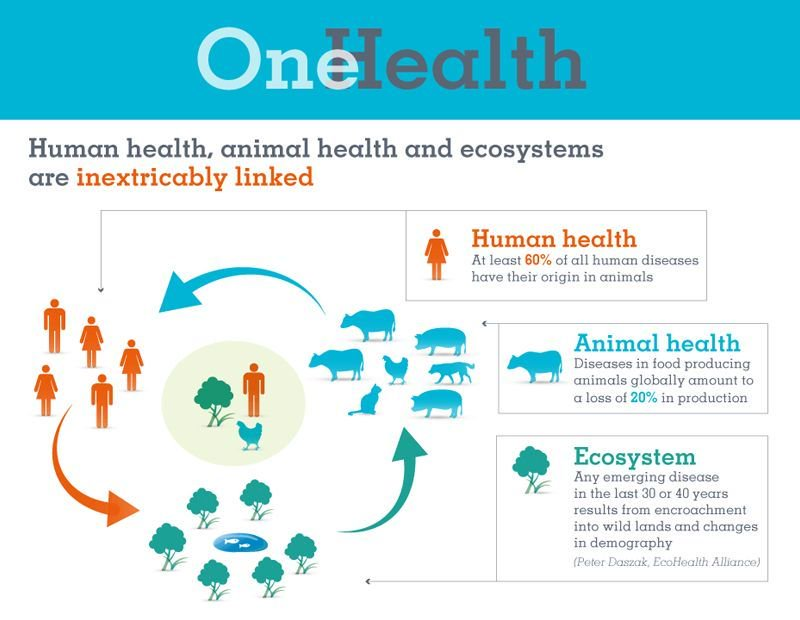 OneHealth
Human health, animal health and ecosystems
are inextricably linked
Human health
At least 60% of all human diseases
have their origin in animals
Animal health
Diseases in food producing
animals globally amount to
a loss of 20% in production
Ecosystem
Any emerging disease
in the last 30 or 40 years
results from encroachment
into wild lands and changes
in demography
(Peter Daszak, EcoHealth Alliance)